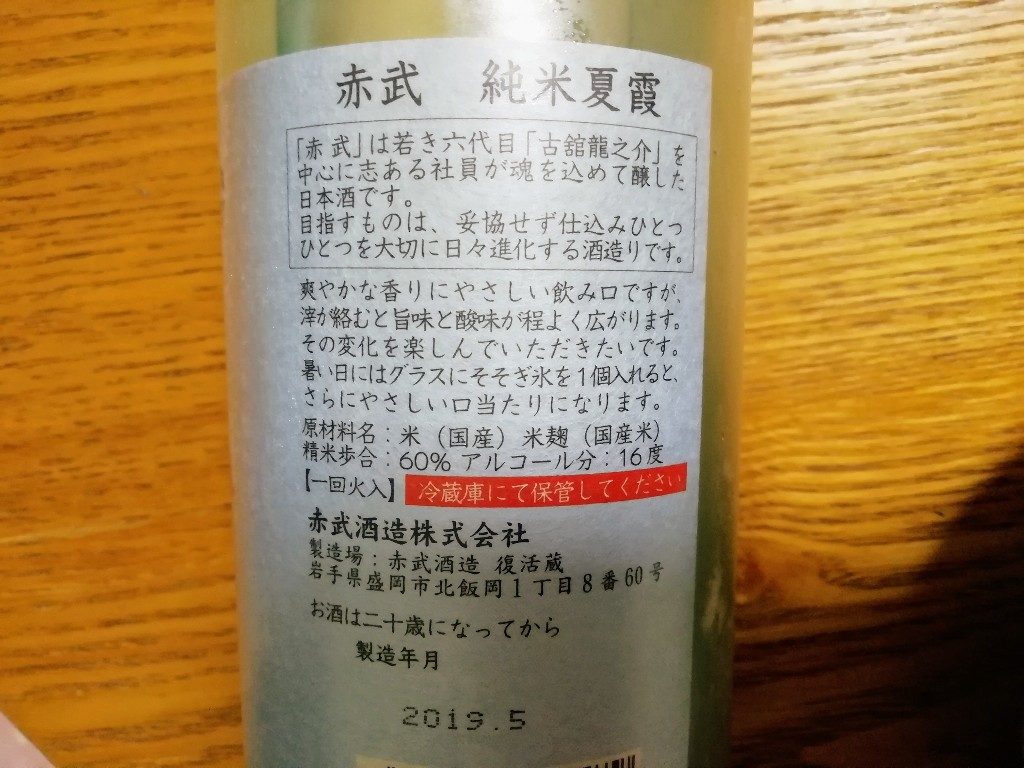 赤武　純米夏霞
「赤武」は若き六代目「古舘龍之介」を
中心に志ある社員が魂を込めて醸した
日本酒です。
目指すものは、妥協せず仕込みひとつ
ひとつを大切に日々進化する酒造りです。
爽やかな香りにやさしい飲み口ですが、
滓が絡むと旨味と酸味が程よく広がります。
その変化を楽しんでいただきたいです。
暑い日にはグラスにそそぎ氷を1個入れると、
さらにやさしい口当たりになります。
原材料名：米（国産）米麹（国産米）
精米歩合：60% アルコール分：16度
【一回火入】 冷蔵庫にて保管してください
赤武酒造株式会社
製造場：赤武酒造 復活蔵
岩手県盛岡市北飯岡1丁目8番60号
お酒は二十歳になってから
製造年月
2019.5